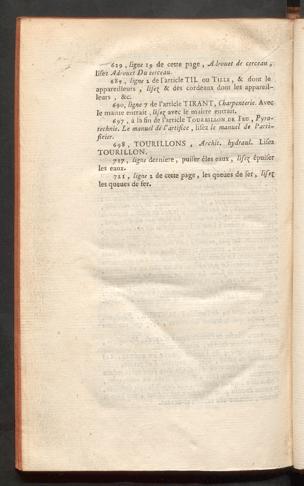 629, ligne 19 de cette page, Adrouet de cerceau,
lisez Adrouet Du cerceau.
684, ligne 2 de l'article TIL ou TILLE, & dont le
appareilleurs, lisez & des cordeaux dont les appareil-
leurs, &c.
690, ligne 7 de l'article TIRANT, Charpenterie. Avec
le maitre entrait, lisez avec le maitre entrait.
697, à la fin de l'article TOURBILLON DE FEU, Pyro-
technie. Le manuel de l'artifice, lisez le manuel de l'arti-
ficier.
698, TOURILLONS, Archit. hydraul. Lisez
TOURILLON.
717, ligne derniere, puiser éles eaux, lisez épuiser
les eaux.
721, ligne 2 de cette page, les queues de ser, lisez
les queues de fer.